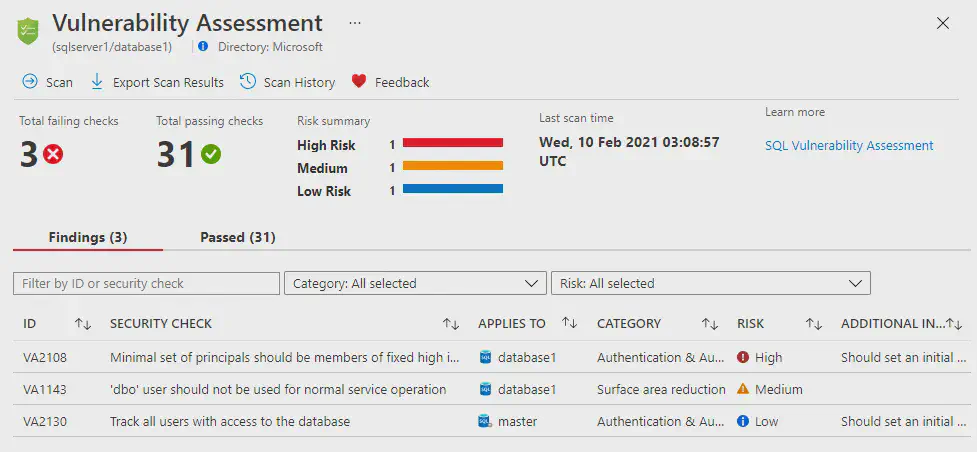 Vulnerability Assessment ...
(sqlserver1/database1) | Directory: Microsoft
Scan Export Scan Results Scan History Feedback
Total failing checks
3
Total passing checks
31
Risk summary
High Risk 1
Medium 1
Low Risk 1
Last scan time
Wed, 10 Feb 2021 03:08:57
UTC
Learn more
SQL Vulnerability Assessment
Findings (3) Passed (31)
Filter by ID or security check Category: All selected Risk: All selected
ID SECURITY CHECK APPLIES TO CATEGORY RISK ADDITIONAL IN...
VA2108 Minimal set of principals should be members of fixed high i... SQL database1 Authentication & Au... High Should set an initial ...
VA1143 'dbo' user should not be used for normal service operation SQL database1 Surface area reduction Medium
VA2130 Track all users with access to the database SQL master Authentication & Au... Low Should set an initial ...